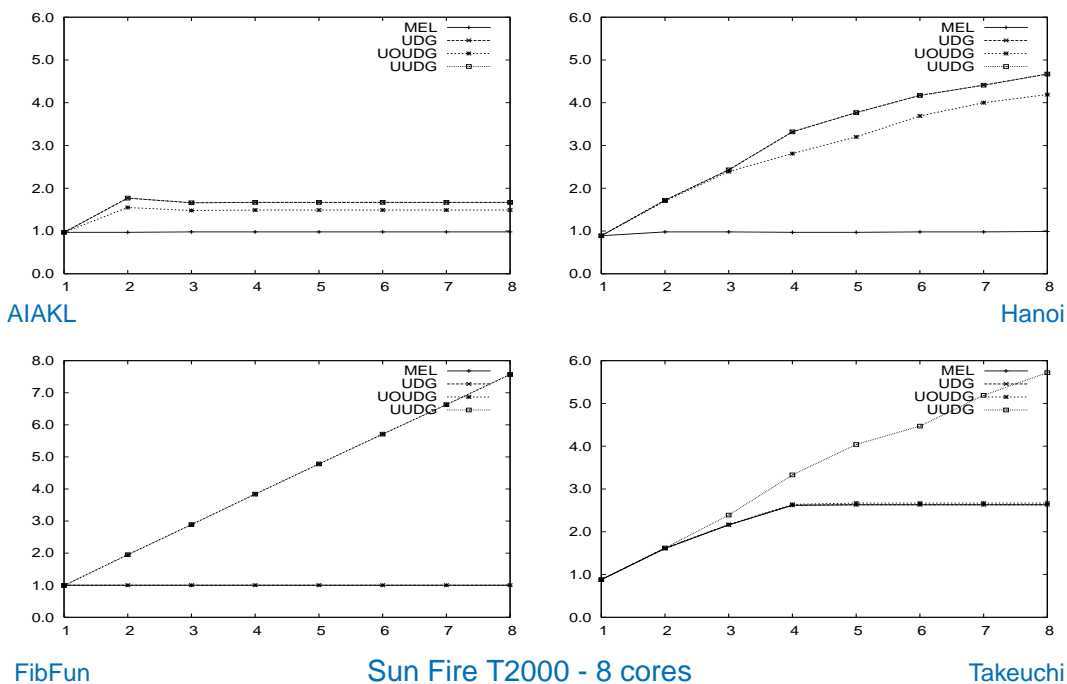 6.0
5.0
4.0
3.0
2.0
1.0
0.0
MEL
UDG
UOUDG
UUDG
1 2 3 4 5 6 7 8
AIAKL
6.0
5.0
4.0
3.0
2.0
1.0
0.0
MEL
UDG
UOUDG
UUDG
1 2 3 4 5 6 7 8
Hanoi
8.0
7.0
6.0
5.0
4.0
3.0
2.0
1.0
0.0
MEL
UDG
UOUDG
UUDG
1 2 3 4 5 6 7 8
FibFun
6.0
5.0
4.0
3.0
2.0
1.0
0.0
MEL
UDG
UOUDG
UUDG
1 2 3 4 5 6 7 8
Takeuchi
Sun Fire T2000 - 8 cores